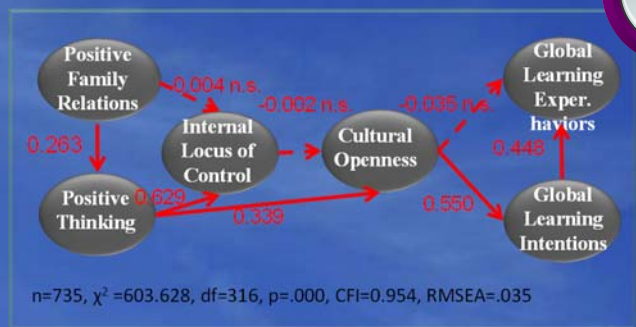 Positive
Family
Relations
-0.004 n.s.
-0.002 n.s.
-0.035 n.s.
Global
Learning
Exper.
haviors
Internal
Locus of
Control
Cultural
Openness
0.263
0.448
Positive
Thinking
0.629
0.339
0.550
Global
Learning
Intentions
n=735, χ² =603.628, df=316, p=.000, CFI=0.954, RMSEA=.035